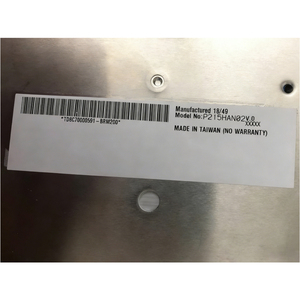 Manufactured 18/49
Model No: P215HAN02V.0
XXXXX
MADE IN TAIWAN (NO WARRANTY)